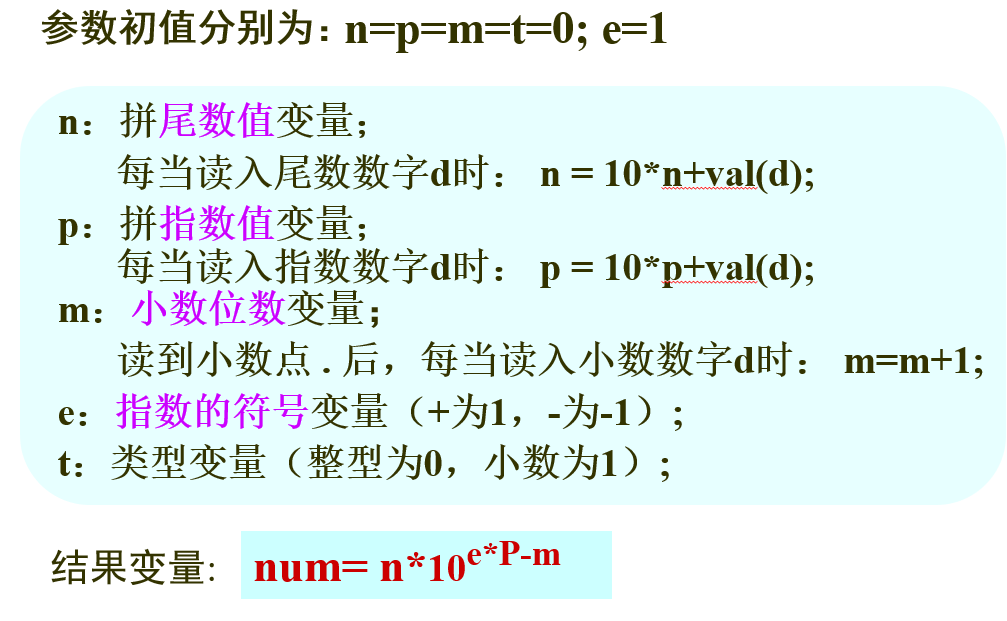 参数初值分别为：n=p=m=t=0; e=1
n：拼尾数值变量；
每当读入尾数数字d时： n = 10*n+val(d);
p：拼指数值变量；
每当读入指数数字d时： p = 10*p+val(d);
m：小数位数变量；
读到小数点 . 后，每当读入小数数字d时： m=m+1;
e：指数的符号变量（+为1，-为-1）;
t：类型变量（整型为0，小数为1）;
结果变量: num= n*10^{e*P-m}